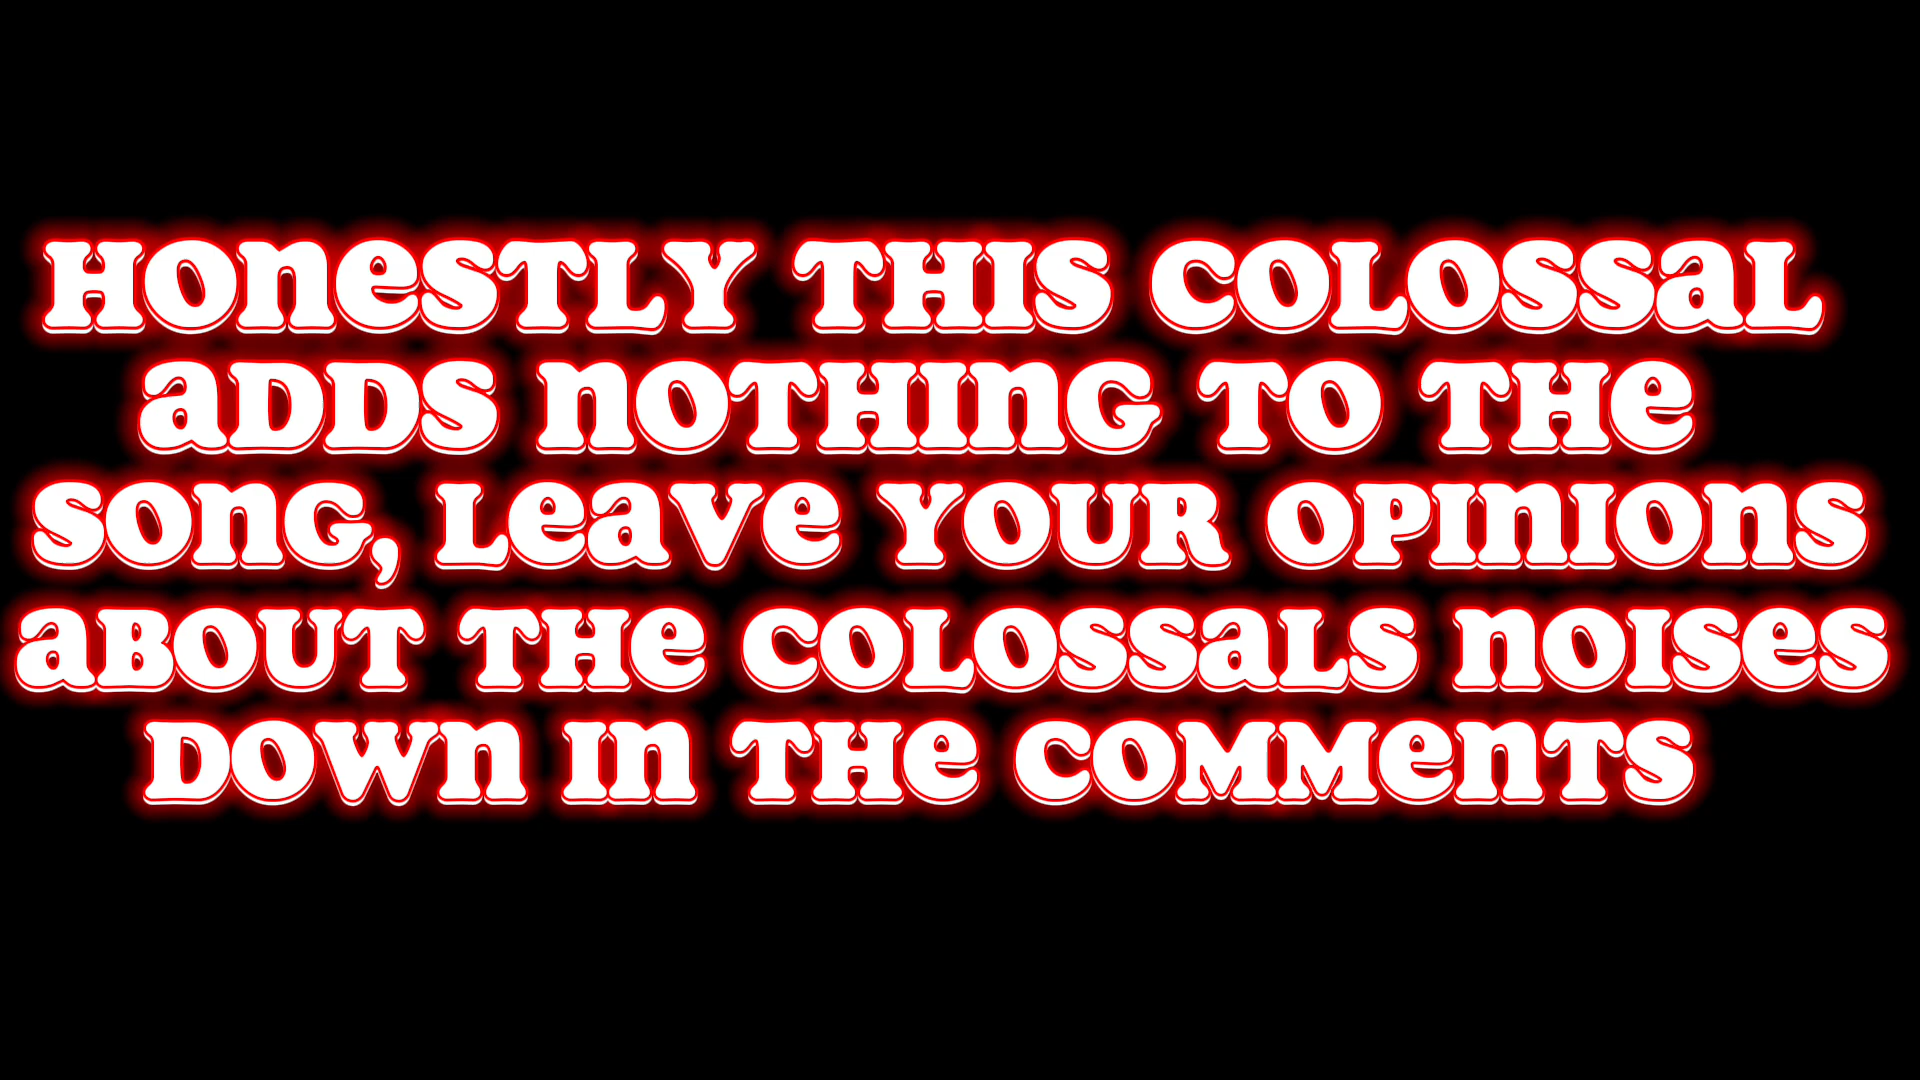 HONESTLY THIS COLOSSAL
ADDS NOTHING TO THE
SONG, LEAVE YOUR OPINIONS
ABOUT THE COLOSSALS NOISES
DOWN IN THE COMMENTS